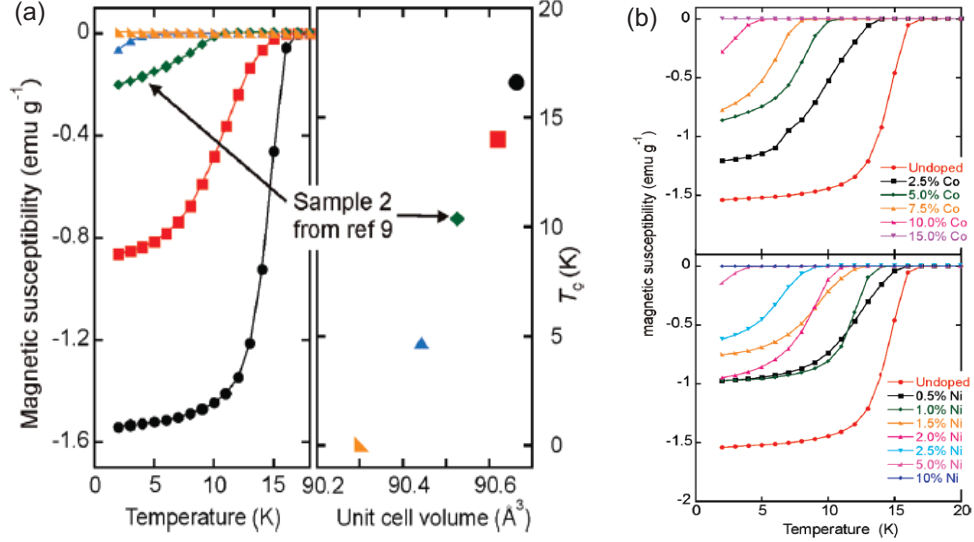 (a)
0
-0.4
-0.8
-1.2
-1.6
Magnetic susceptibility (emu g⁻¹)
0 5 10 15
Temperature (K)
Sample 2
from ref 9
20
15
10
5
0
T꜀ (K)
90.2 90.4 90.6
Unit cell volume (Å³)
(b)
magnetic susceptibility (emu g⁻¹)
0
-0.5
-1
-1.5
Undoped
2.5% Co
5.0% Co
7.5% Co
10.0% Co
15.0% Co
0
-0.5
-1
-1.5
-2
Undoped
0.5% Ni
1.0% Ni
1.5% Ni
2.0% Ni
2.5% Ni
5.0% Ni
10% Ni
0 5 10 15 20
Temperature (K)